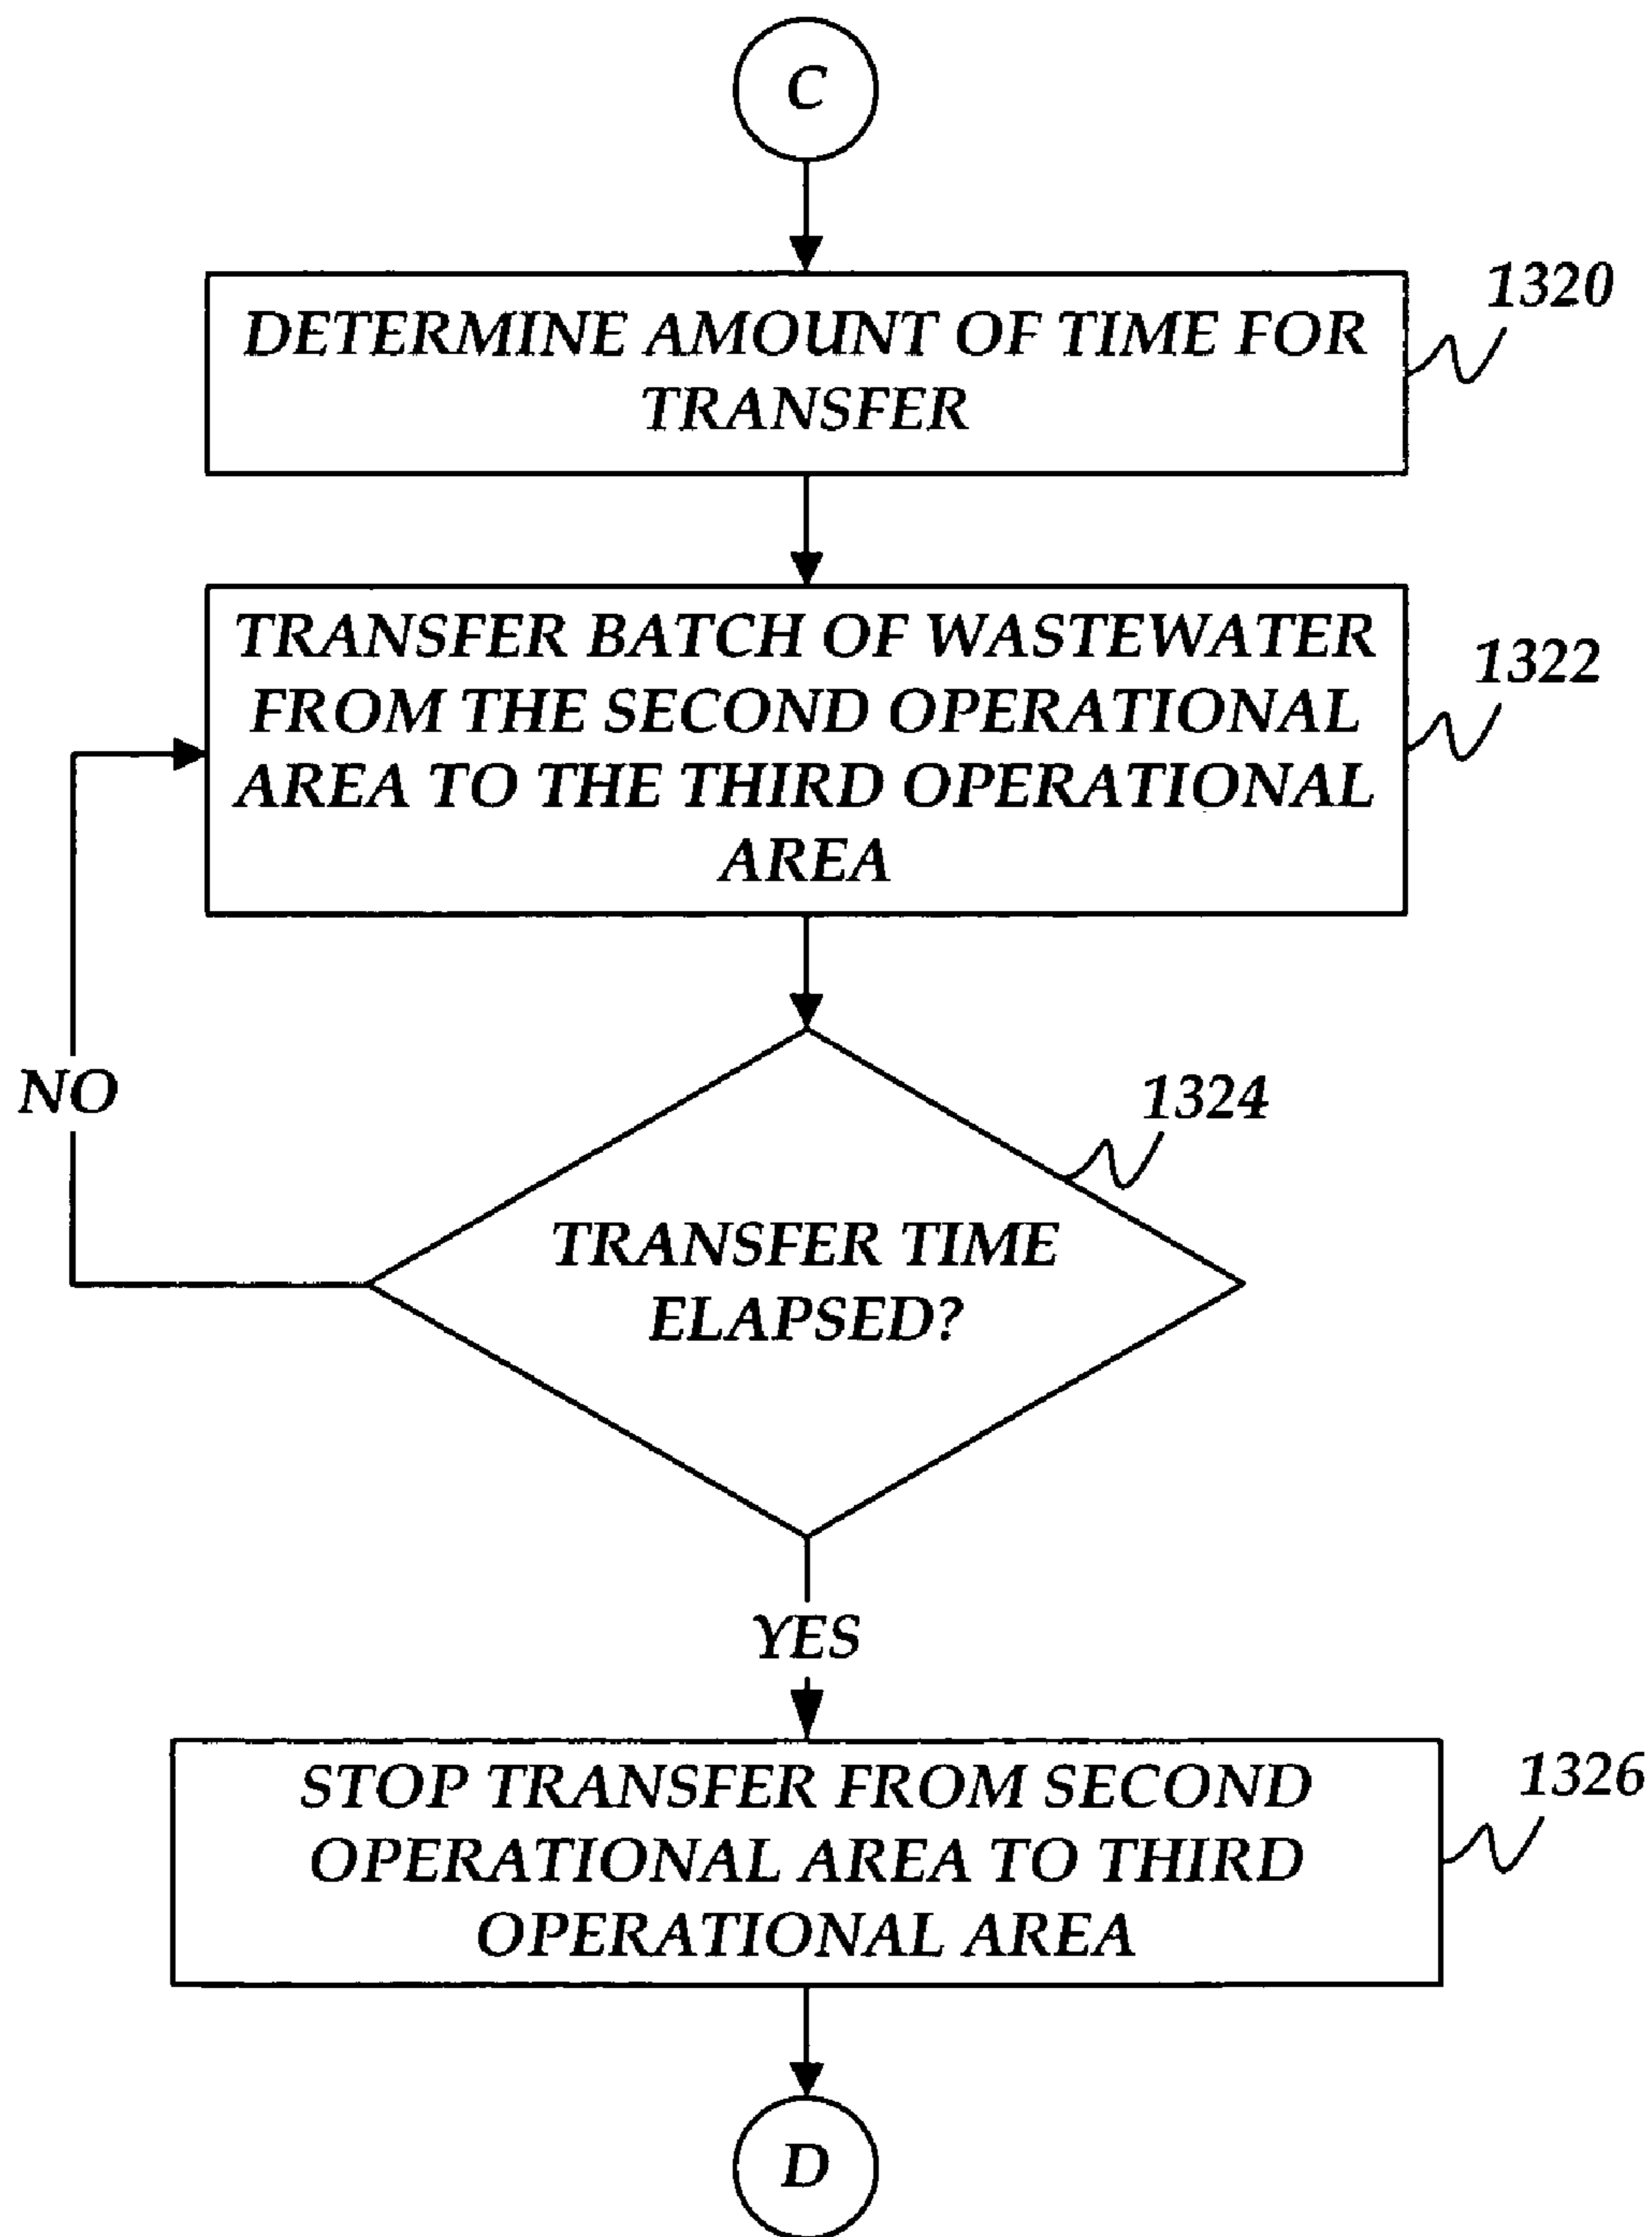 C
1320
DETERMINE AMOUNT OF TIME FOR
TRANSFER
1322
TRANSFER BATCH OF WASTEWATER
FROM THE SECOND OPERATIONAL
AREA TO THE THIRD OPERATIONAL
AREA
NO
1324
TRANSFER TIME
ELAPSED?
YES
1326
STOP TRANSFER FROM SECOND
OPERATIONAL AREA TO THIRD
OPERATIONAL AREA
D